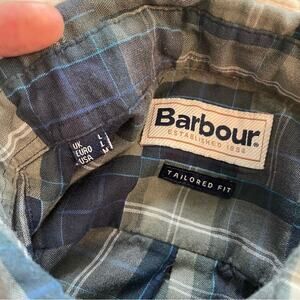 UK L
EURO L
USA M
Barbour®
ESTABLISHED 1894
TAILORED FIT